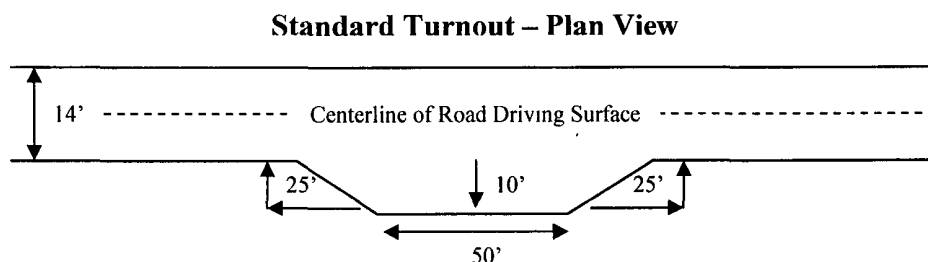 Standard Turnout – Plan View
14'
Centerline of Road Driving Surface
25'
10'
25'
50'